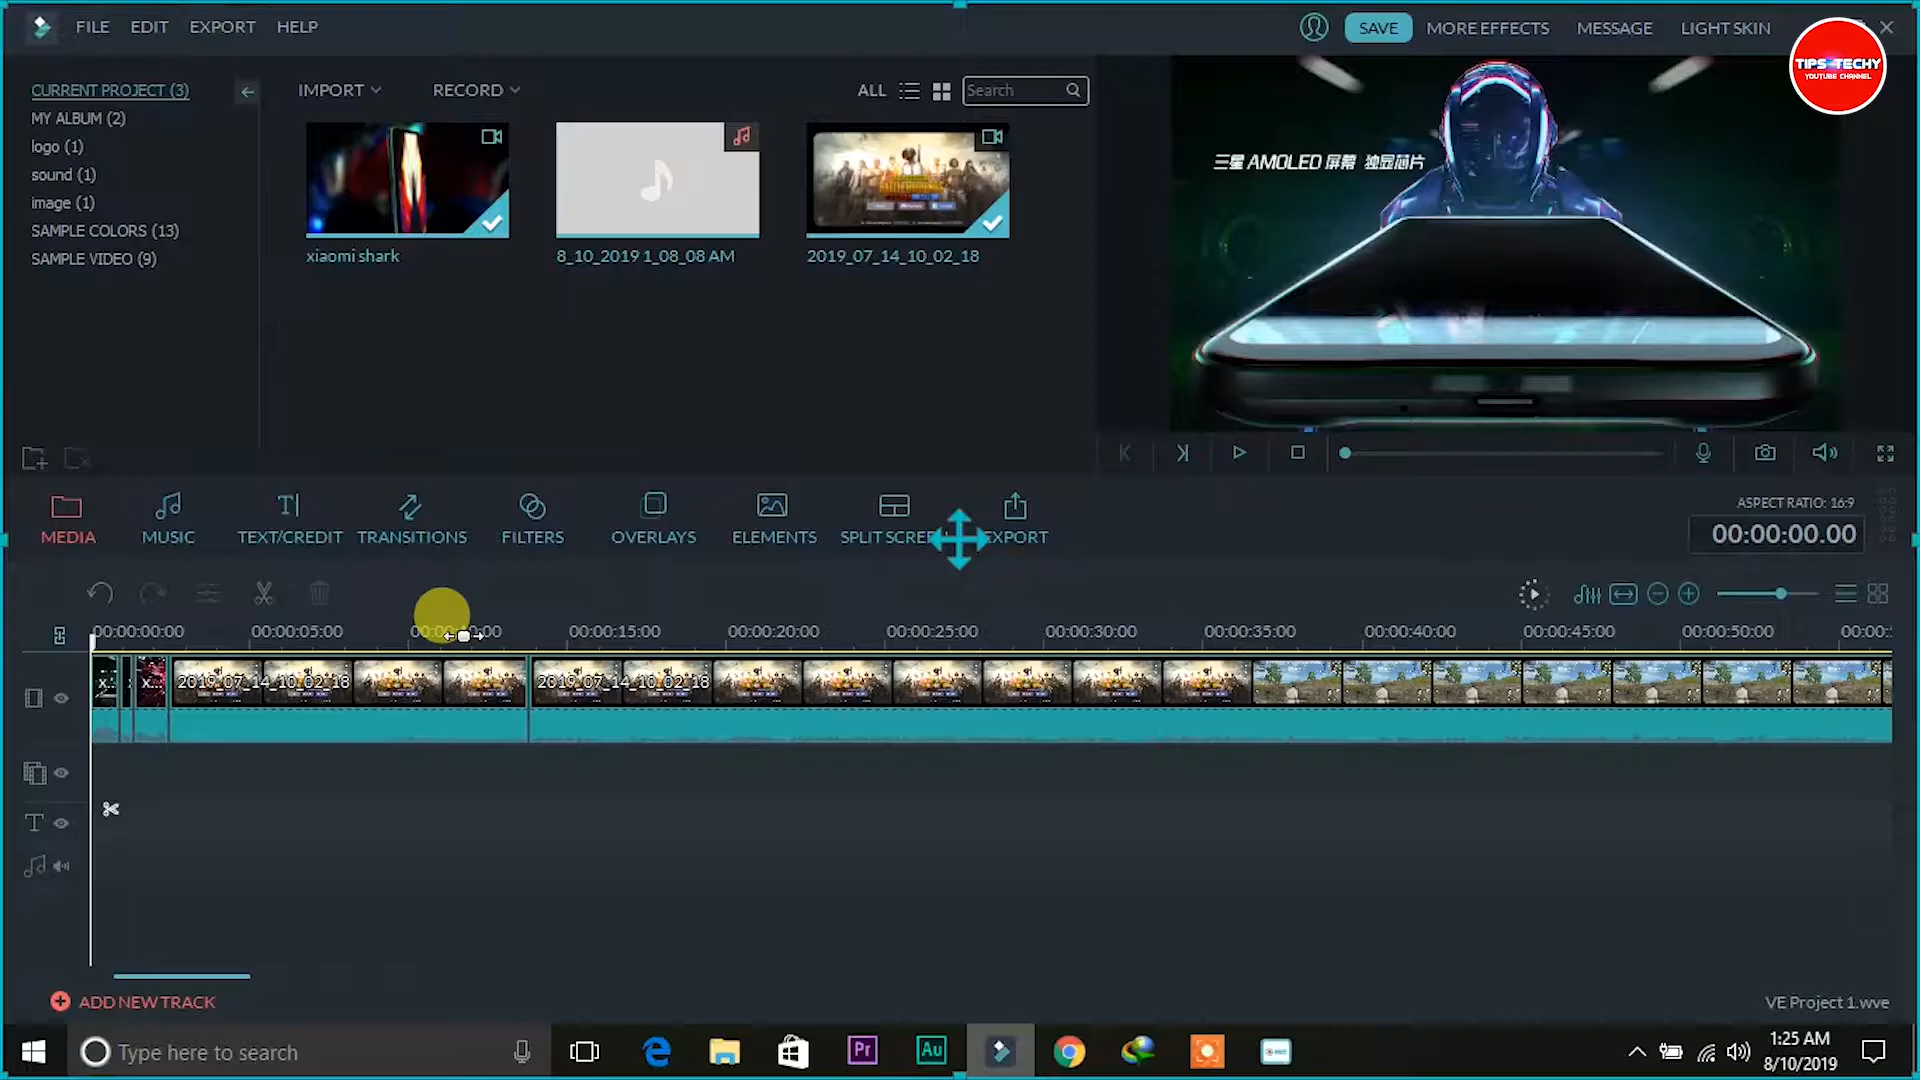 FILE EDIT EXPORT HELP
SAVE MORE EFFECTS MESSAGE LIGHT SKIN
TIPS TECHY
YOUTUBE CHANNEL
CURRENT PROJECT (3)
MY ALBUM (2)
logo (1)
sound (1)
image (1)
SAMPLE COLORS (13)
SAMPLE VIDEO (9)
IMPORT RECORD ALL Search
xiaomi shark 8_10_2019 1_08_08 AM 2019_07_14_10_02_18
三星 AMOLED 屏幕 独显芯片
MEDIA MUSIC TEXT/CREDIT TRANSITIONS FILTERS OVERLAYS ELEMENTS SPLIT SCREE EXPORT
ASPECT RATIO: 16:9
00:00:00.00
00:00:00:00 00:00:05:00 00:00:10:00 00:00:15:00 00:00:20:00 00:00:25:00 00:00:30:00 00:00:35:00 00:00:40:00 00:00:45:00 00:00:50:00 00:00:
x... x... 2019_07_14_10_02_18 2019_07_14_10_02_18
ADD NEW TRACK
VE Project 1.wve
Type here to search
Pr Au
1:25 AM
8/10/2019